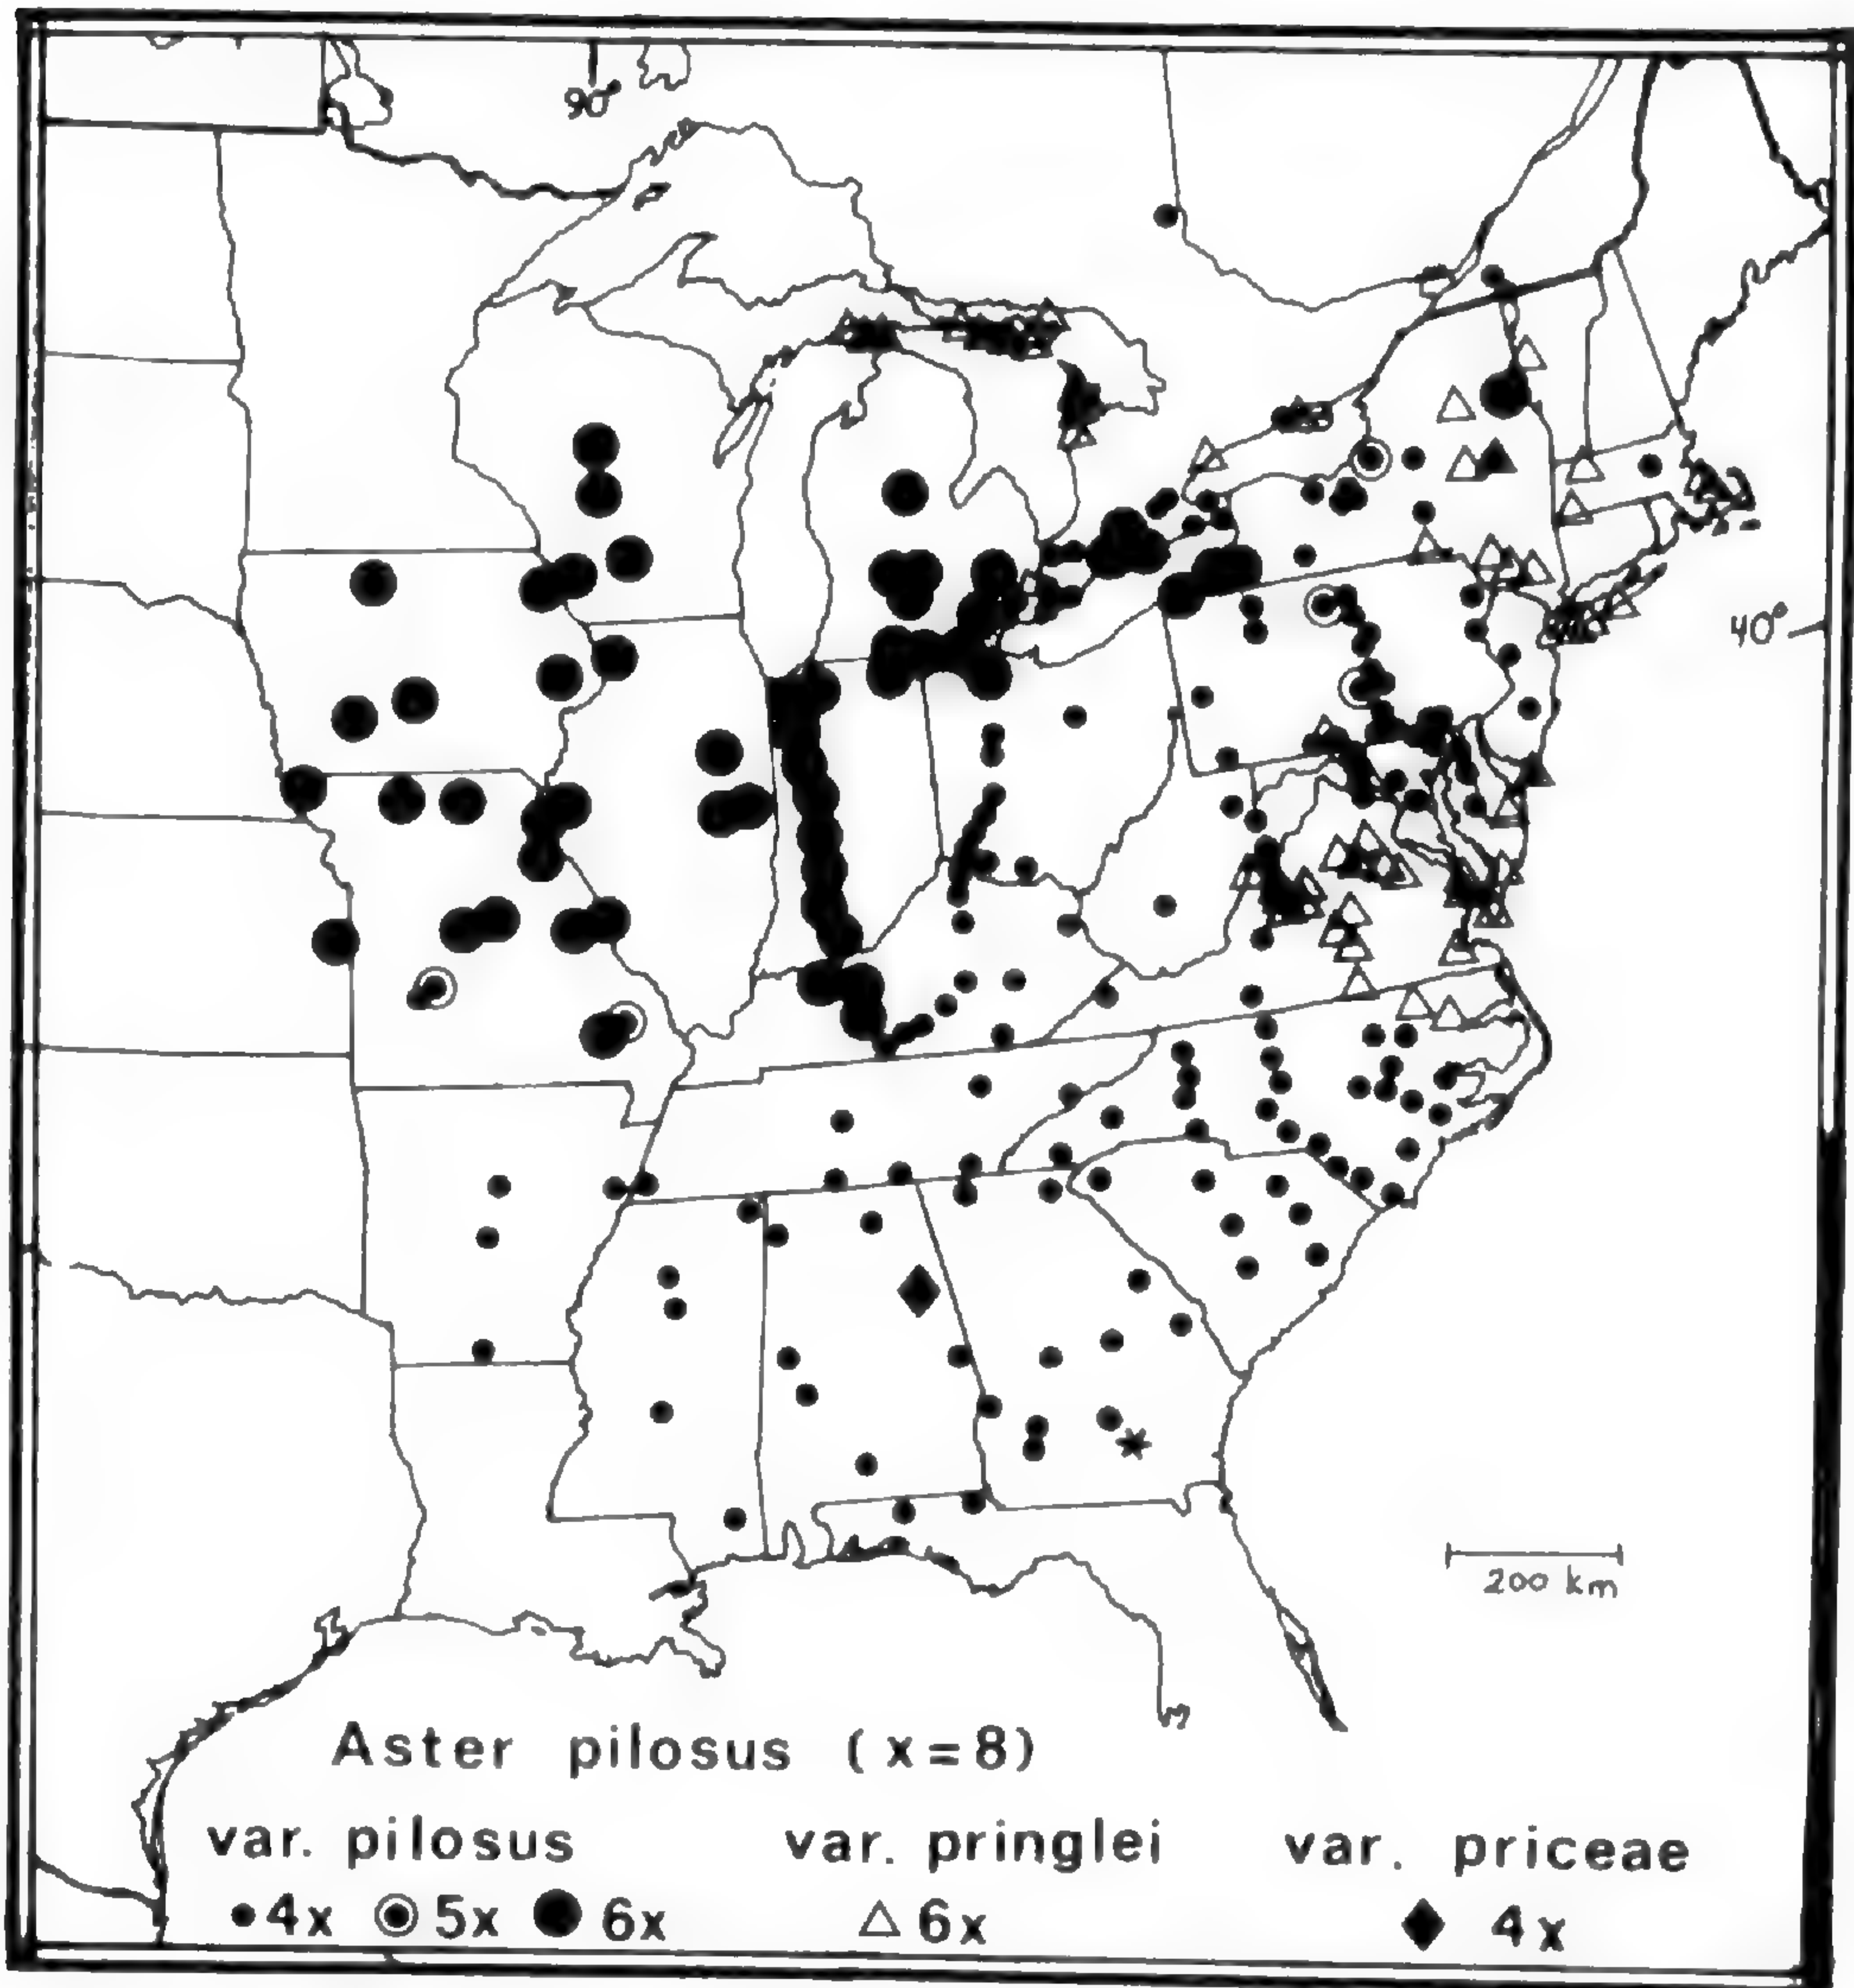 90°
40°
200 km
Aster pilosus (x=8)
var. pilosus var. pringlei var. priceae
4x 5x 6x 6x 4x